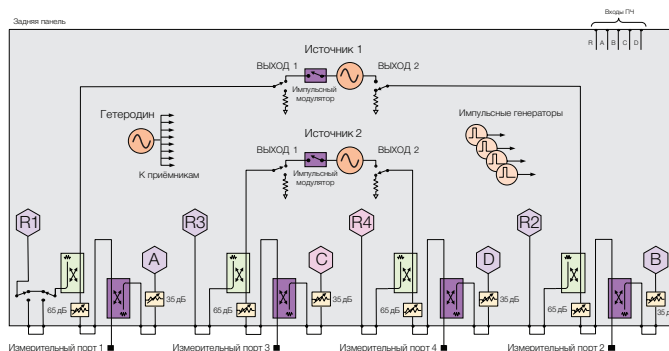 Входы ПЧ
Задняя панель
R A B C D
Источник 1
ВЫХОД 1
ВЫХОД 2
Импульсный
модулятор
Гетеродин
К приёмникам
Импульсные генераторы
Источник 2
ВЫХОД 1
ВЫХОД 2
Импульсный
модулятор
R1
R3
R4
R2
A
C
D
B
65 дБ
35 дБ
65 дБ
35 дБ
65 дБ
35 дБ
65 дБ
35 дБ
Измерительный порт 1
Измерительный порт 3
Измерительный порт 4
Измерительный порт 2